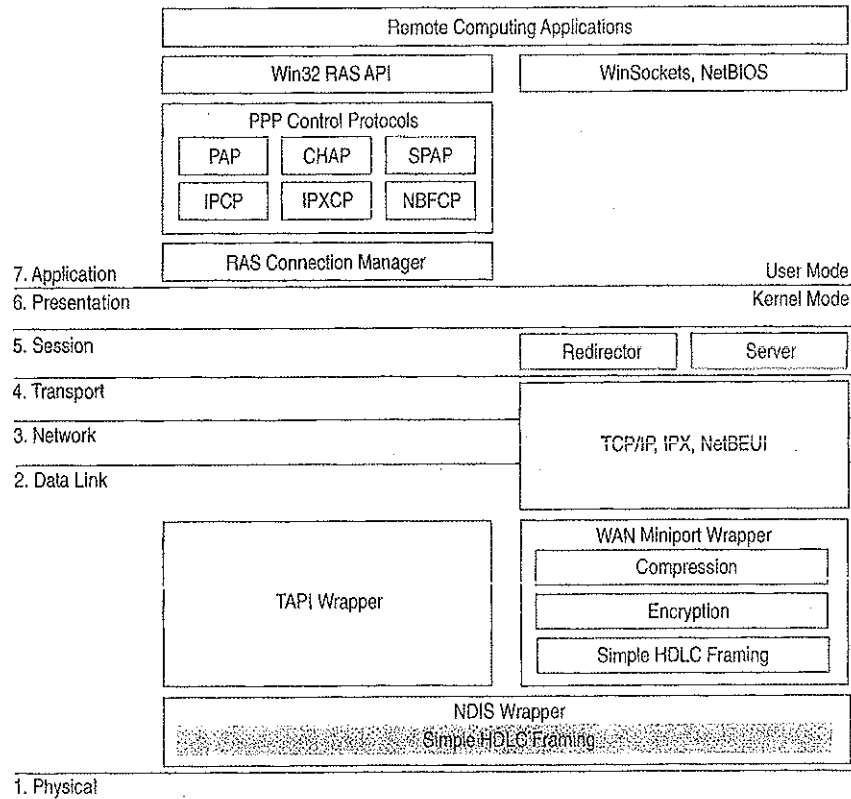 Remote Computing Applications
Win32 RAS API
WinSockets, NetBIOS
PPP Control Protocols
PAP
CHAP
SPAP
IPCP
IPXCP
NBFCP
RAS Connection Manager
7. Application
User Mode
6. Presentation
Kernel Mode
5. Session
Redirector
Server
4. Transport
3. Network
TCP/IP, IPX, NetBEUI
2. Data Link
WAN Miniport Wrapper
Compression
TAPI Wrapper
Encryption
Simple HDLC Framing
NDIS Wrapper
Simple HDLC Framing
1. Physical